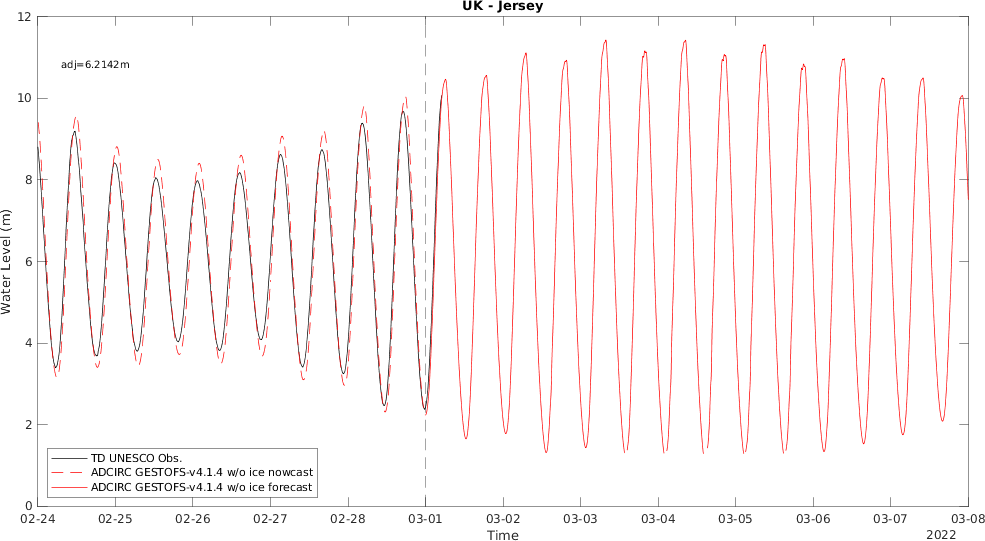 UK - Jersey
12
adj=6.2142m
10
8
6
4
2
0
Water Level (m)
TD UNESCO Obs.
ADCIRC GESTOFS-v4.1.4 w/o ice nowcast
ADCIRC GESTOFS-v4.1.4 w/o ice forecast
02-24 02-25 02-26 02-27 02-28 03-01 03-02 03-03 03-04 03-05 03-06 03-07 03-08
Time
2022